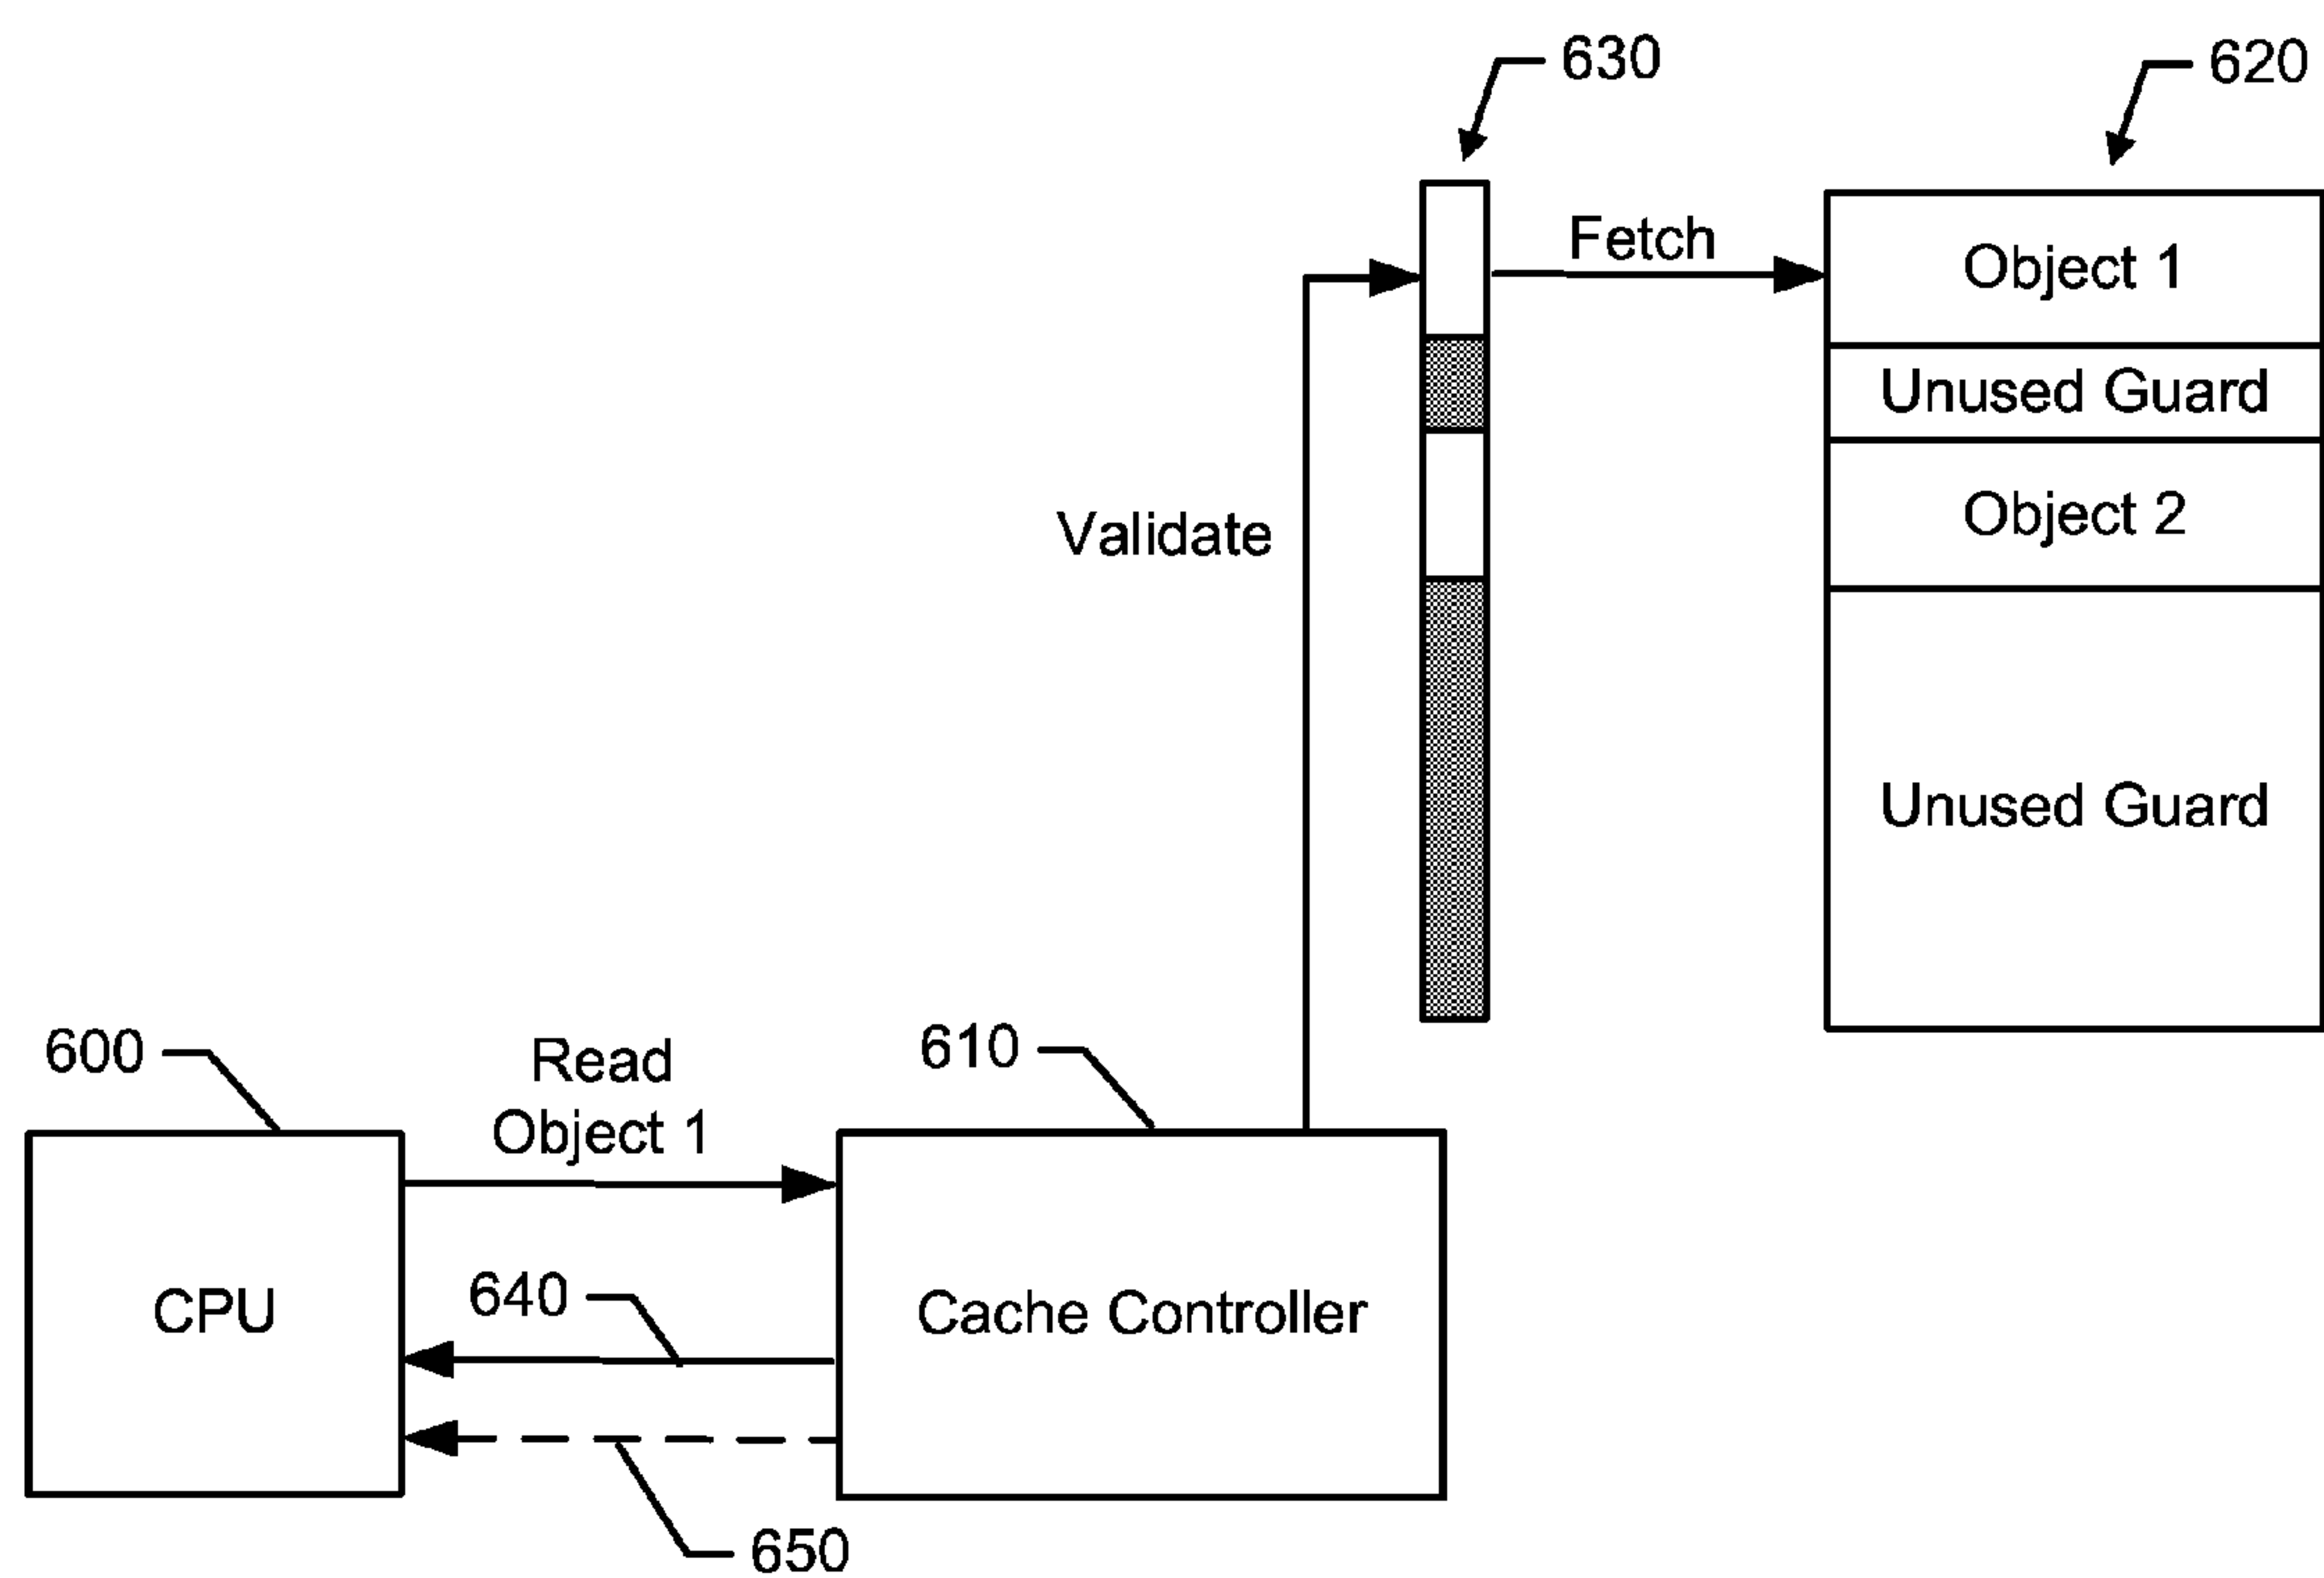 630
620
Fetch
Object 1
Unused Guard
Validate
Object 2
Unused Guard
600
Read
Object 1
610
CPU
640
Cache Controller
650